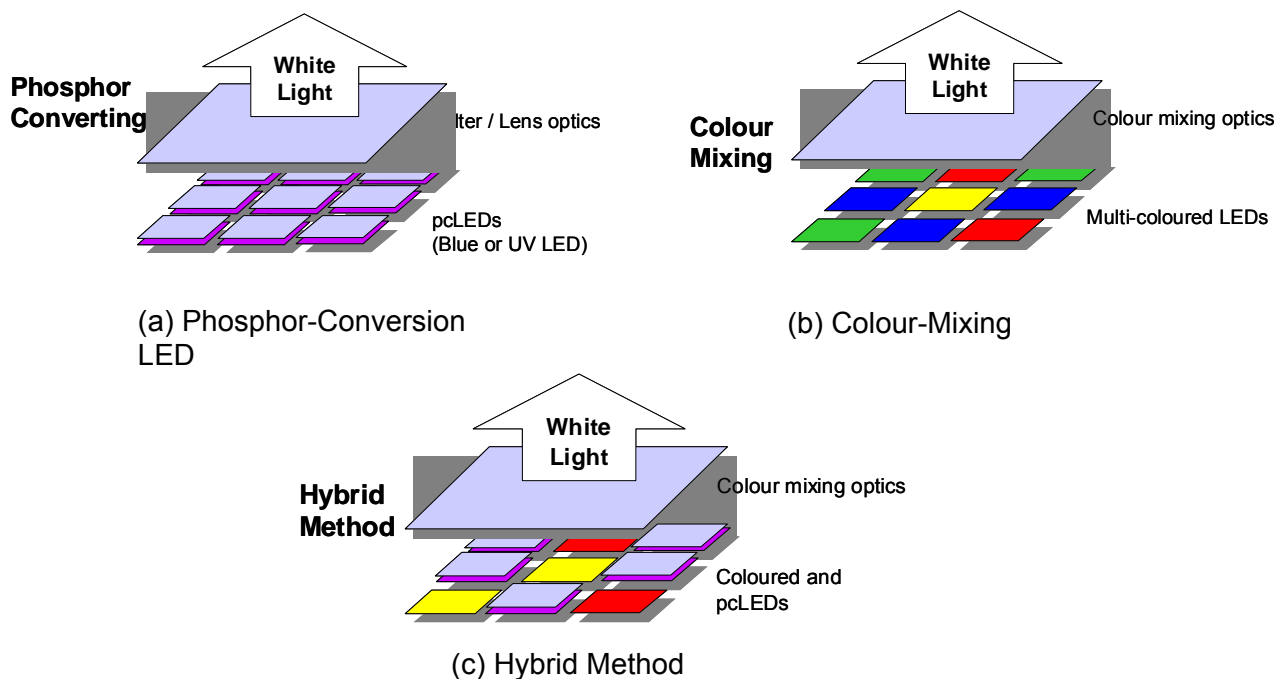 White
Light
Phosphor
Converting
lter / Lens optics
pcLEDs
(Blue or UV LED)
(a) Phosphor-Conversion
LED
White
Light
Colour
Mixing
Colour mixing optics
Multi-coloured LEDs
(b) Colour-Mixing
White
Light
Hybrid
Method
Colour mixing optics
Coloured and
pcLEDs
(c) Hybrid Method